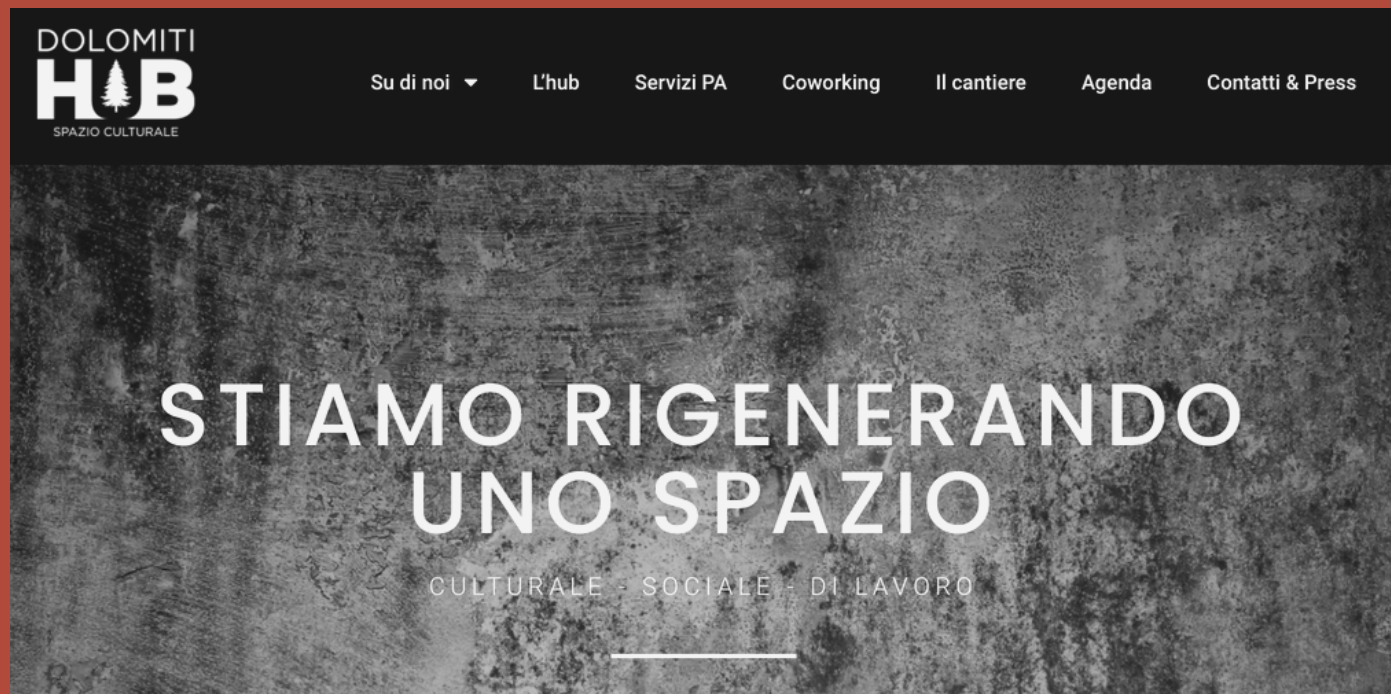 DOLOMITI
HUB
SPAZIO CULTURALE
Su di noi
L'hub
Servizi PA
Coworking
Il cantiere
Agenda
Contatti & Press
STIAMO RIGENERANDO
UNO SPAZIO
CULTURALE - SOCIALE - DI LAVORO